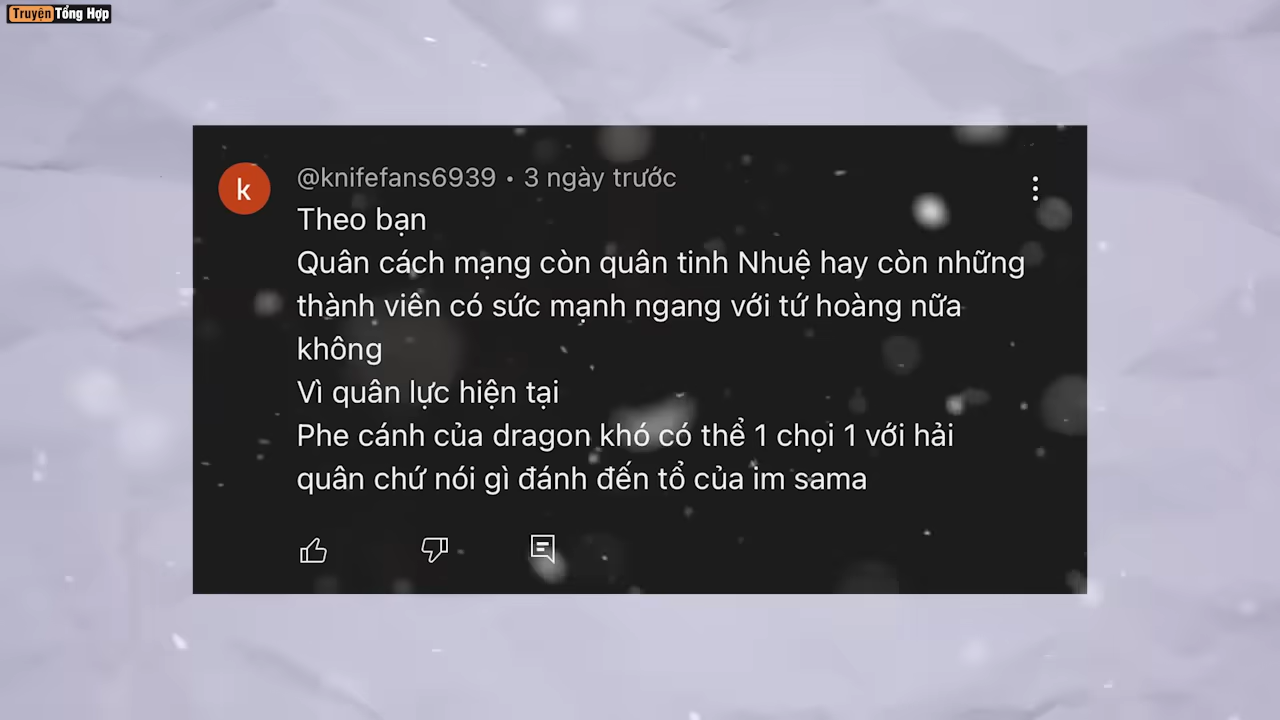 Truyện Tổng Hợp
k
@knifefans6939 • 3 ngày trước
Theo bạn
Quân cách mạng còn quân tinh Nhuệ hay còn những
thành viên có sức mạnh ngang với tứ hoàng nữa
không
Vì quân lực hiện tại
Phe cánh của dragon khó có thể 1 chọi 1 với hải
quân chứ nói gì đánh đến tổ của im sama